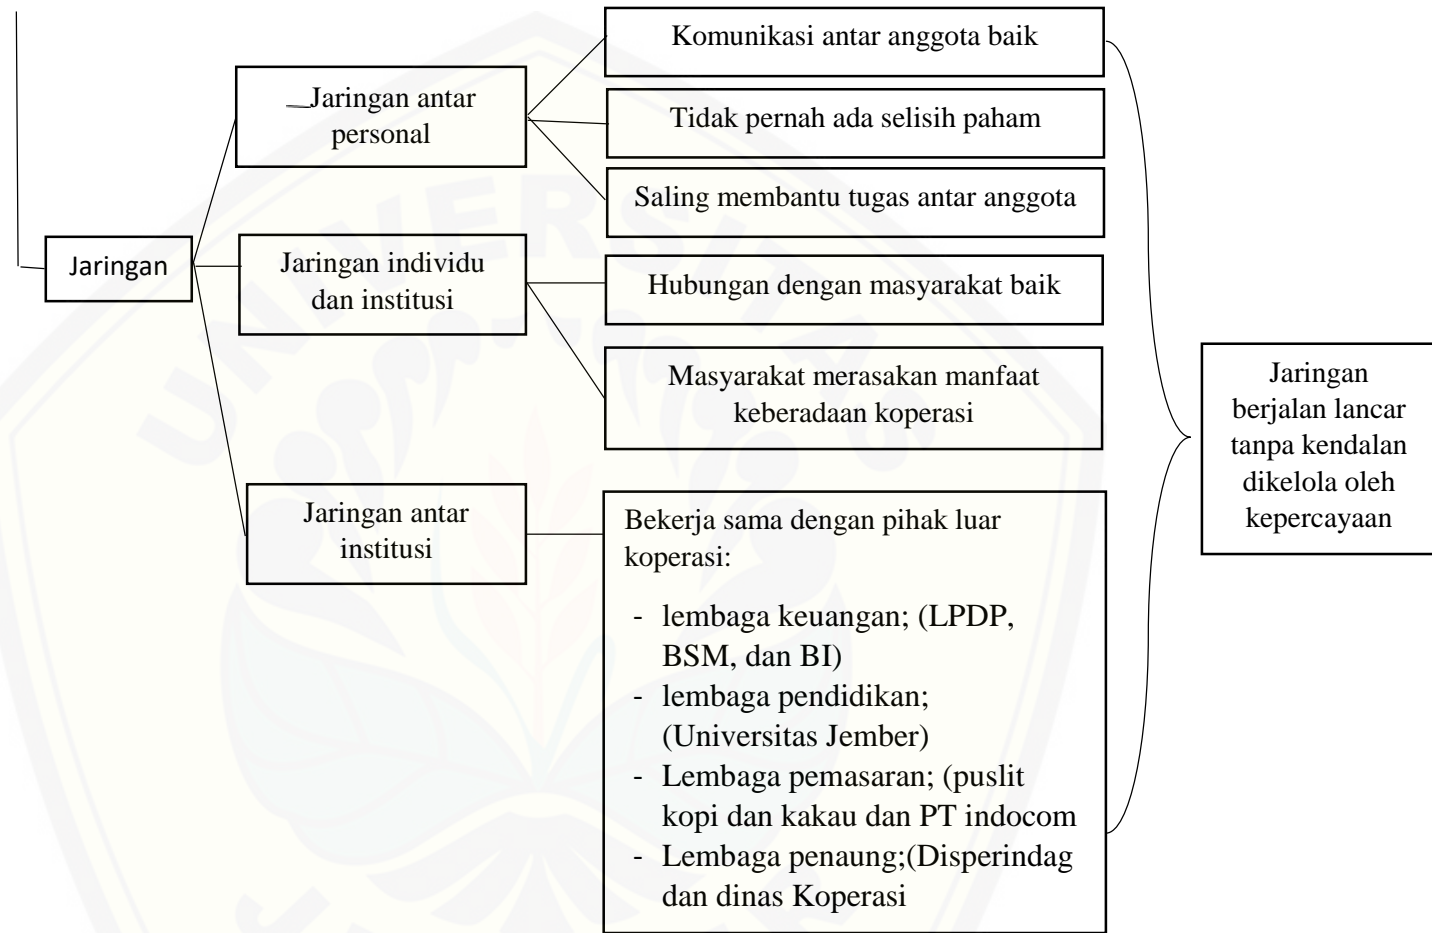 Jaringan
Jaringan antar
personal
Komunikasi antar anggota baik
Tidak pernah ada selisih paham
Saling membantu tugas antar anggota
Jaringan individu
dan institusi
Hubungan dengan masyarakat baik
Masyarakat merasakan manfaat
keberadaan koperasi
Jaringan antar
institusi
Bekerja sama dengan pihak luar
koperasi:
- lembaga keuangan; (LPDP,
BSM, dan BI)
- lembaga pendidikan;
(Universitas Jember)
- Lembaga pemasaran; (puslit
kopi dan kakau dan PT indocom
- Lembaga penaung;(Disperindag
dan dinas Koperasi
Jaringan
berjalan lancar
tanpa kendalan
dikelola oleh
kepercayaan
UNIVERSITAS